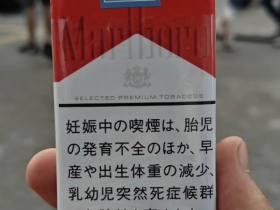 Marlboro
SELECTED PREMIUM TOBACCOS
妊娠中の喫煙は、胎児
の発育不全のほか、早
産や出生体重の減少、
乳幼児突然死症候群